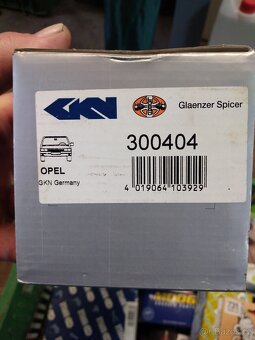 GKN
Glaenzer Spicer
300404
OPEL
GKN Germany
4 019064 103929